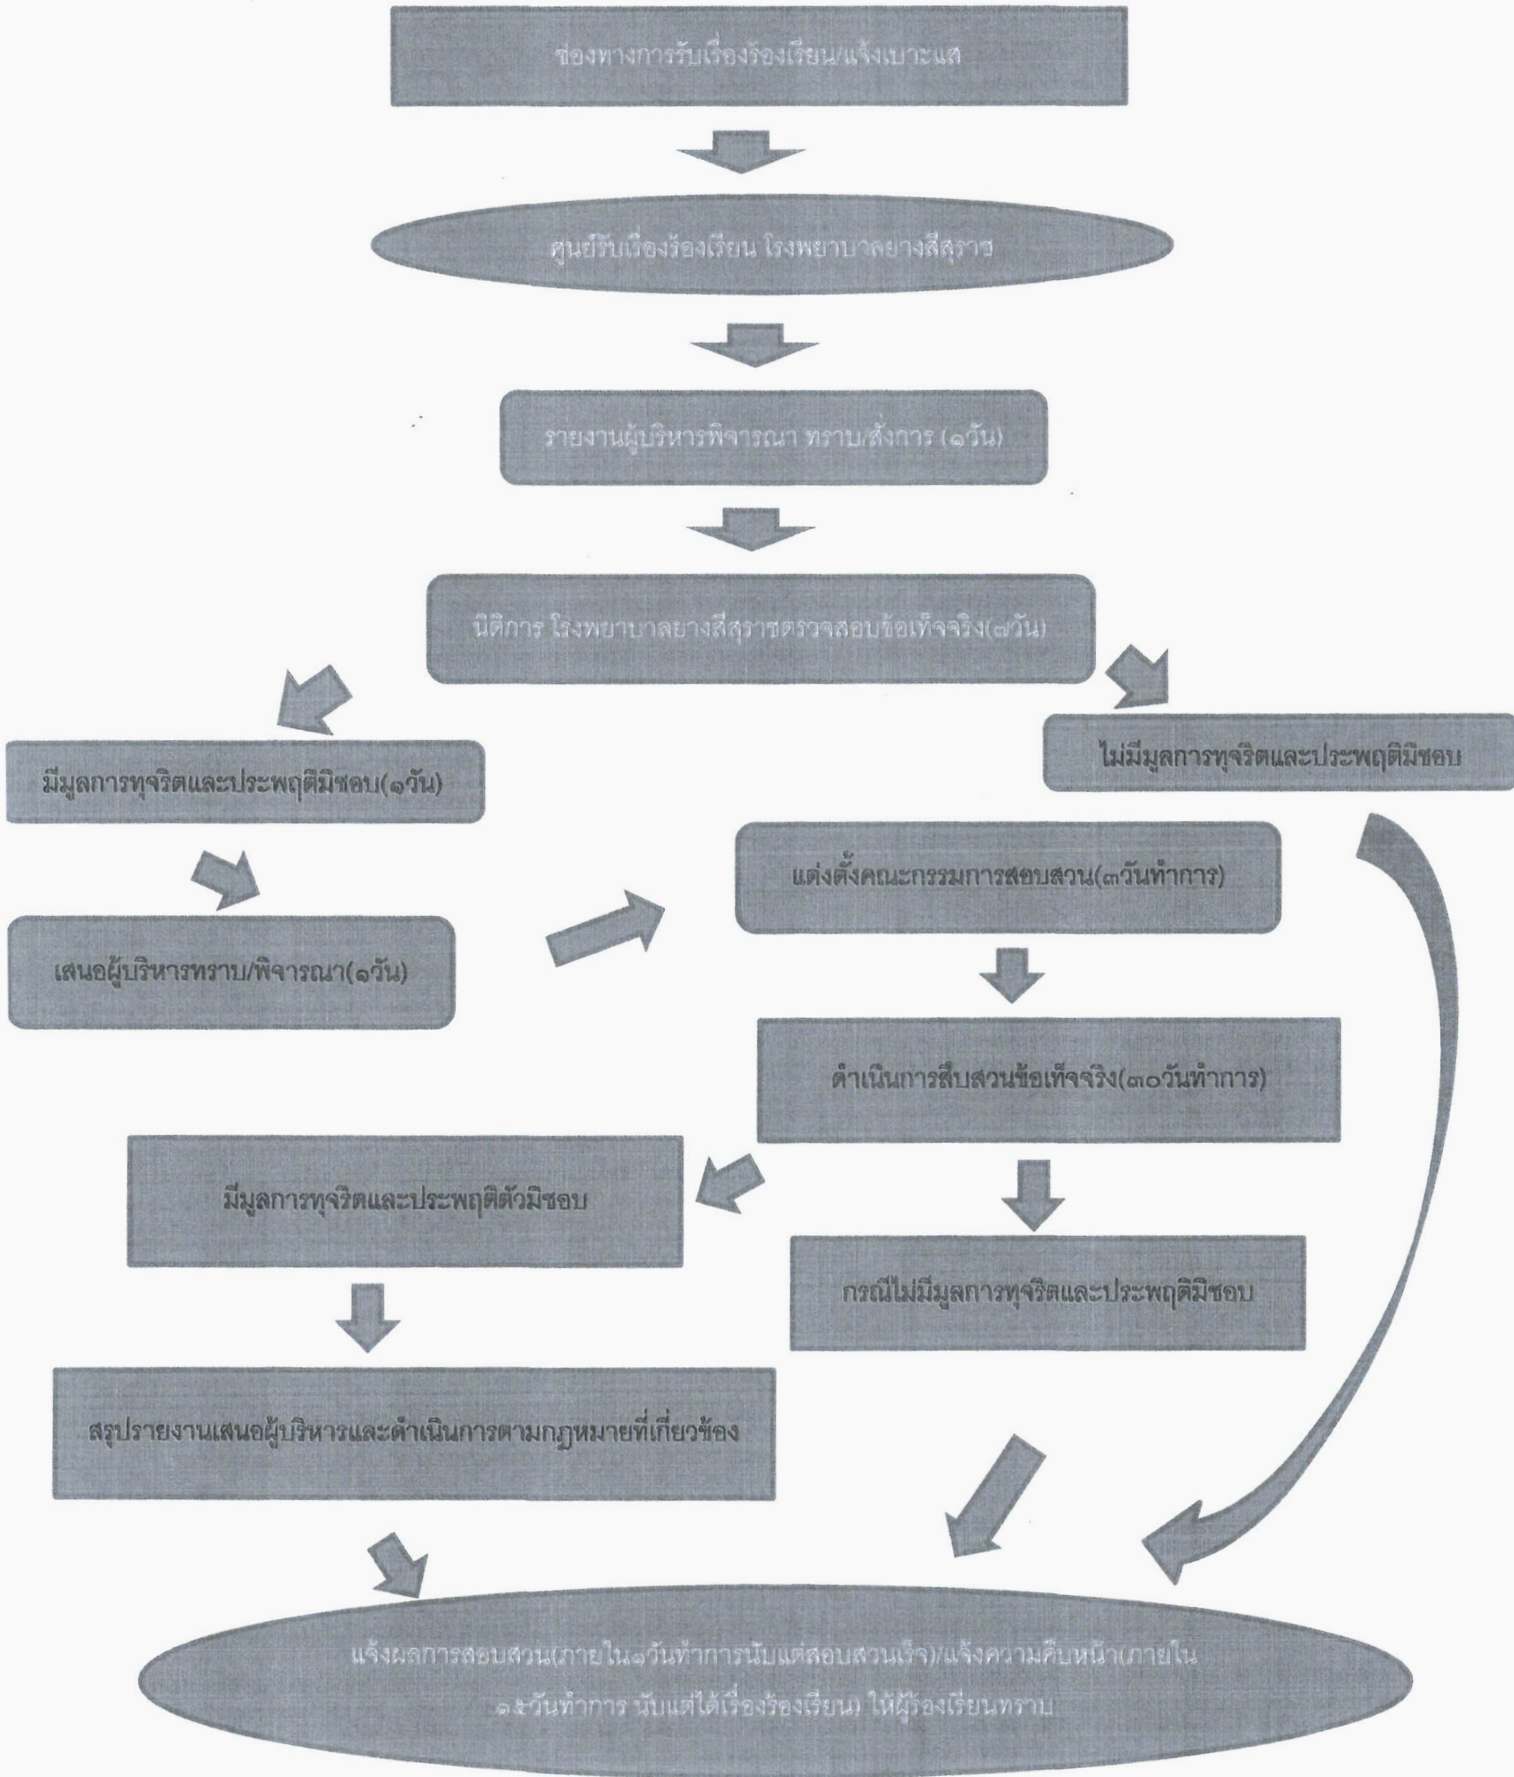 ช่องทางการรับเรื่องร้องเรียน/แจ้งเบาะแส
ศูนย์รับเรื่องร้องเรียน โรงพยาบาลยางสีสุราช
รายงานผู้บริหารพิจารณา ทราบ/สั่งการ (๑วัน)
นิติการ โรงพยาบาลยางสีสุราชตรวจสอบข้อเท็จจริง(๗วัน)
ไม่มีมูลการทุจริตและประพฤติมิชอบ
มีมูลการทุจริตและประพฤติมิชอบ(๑วัน)
แต่งตั้งคณะกรรมการสอบสวน(๓วันทำการ)
เสนอผู้บริหารทราบ/พิจารณา(๑วัน)
ดำเนินการสืบสวนข้อเท็จจริง(๓๐วันทำการ)
มีมูลการทุจริตและประพฤติตัวมิชอบ
กรณีไม่มีมูลการทุจริตและประพฤติมิชอบ
สรุปรายงานเสนอผู้บริหารและดำเนินการตามกฎหมายที่เกี่ยวข้อง
แจ้งผลการสอบสวน(ภายใน๑วันทำการนับแต่สอบสวนเร็จ)/แจ้งความคืบหน้า(ภายใน
๑๕วันทำการ นับแต่ได้เรื่องร้องเรียน) ให้ผู้ร้องเรียนทราบ